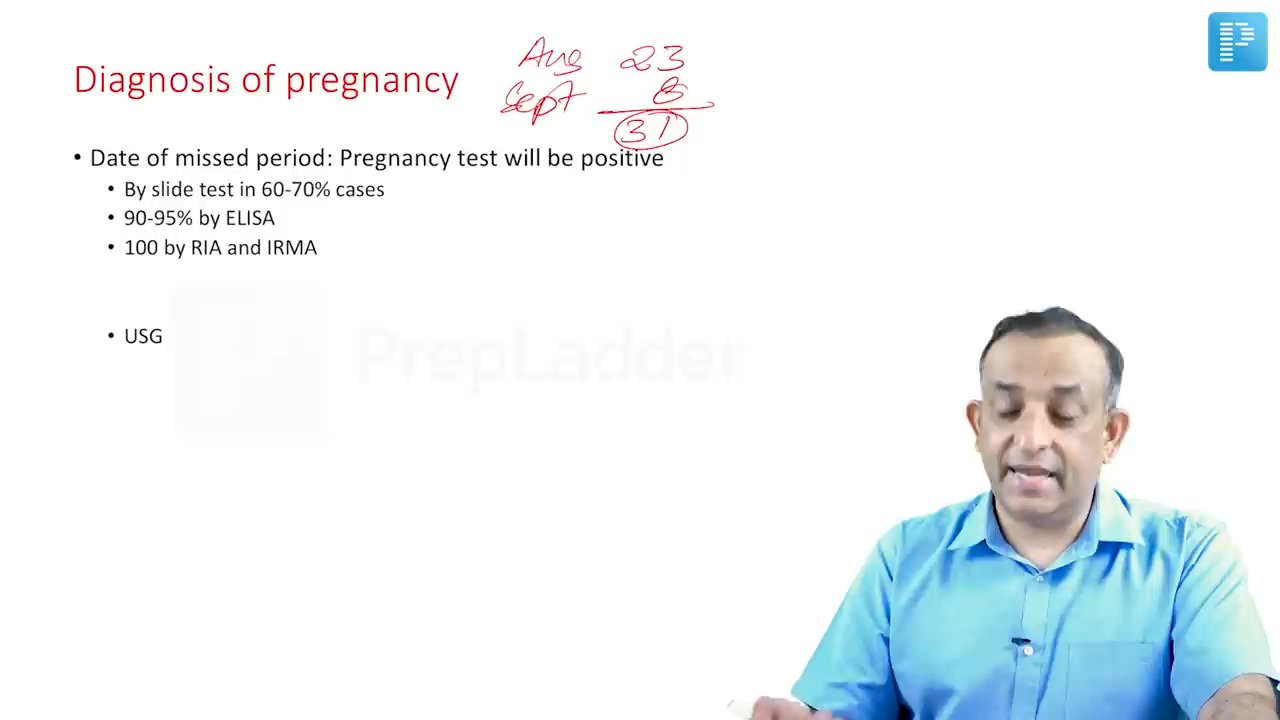 Aug 23
Sept 8
31
Diagnosis of pregnancy
• Date of missed period: Pregnancy test will be positive
• By slide test in 60-70% cases
• 90-95% by ELISA
• 100 by RIA and IRMA
• USG
PrepLadder